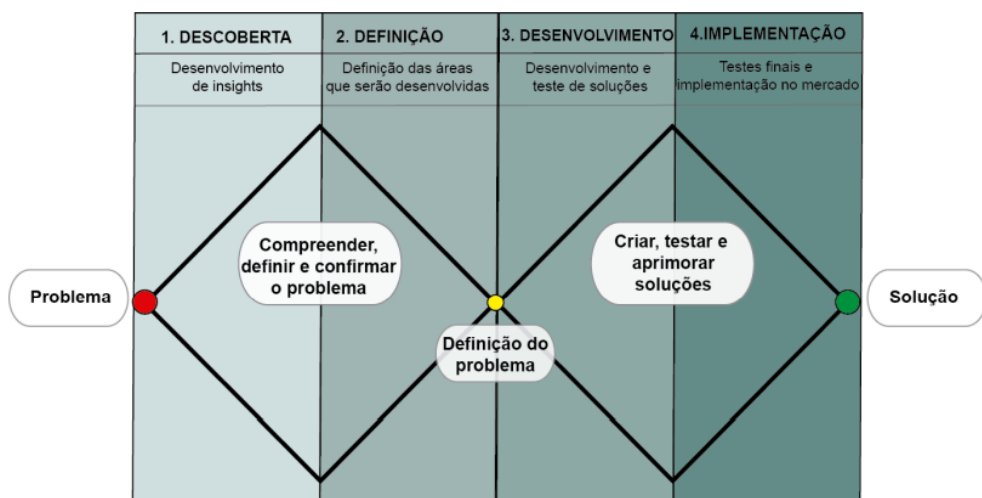 1. DESCOBERTA
2. DEFINIÇÃO
3. DESENVOLVIMENTO
4.IMPLEMENTAÇÃO
Desenvolvimento
de insights
Definição das áreas
que serão desenvolvidas
Desenvolvimento e
teste de soluções
Testes finais e
implementação no mercado
Problema
Compreender,
definir e confirmar
o problema
Definição do
problema
Criar, testar e
aprimorar
soluções
Solução